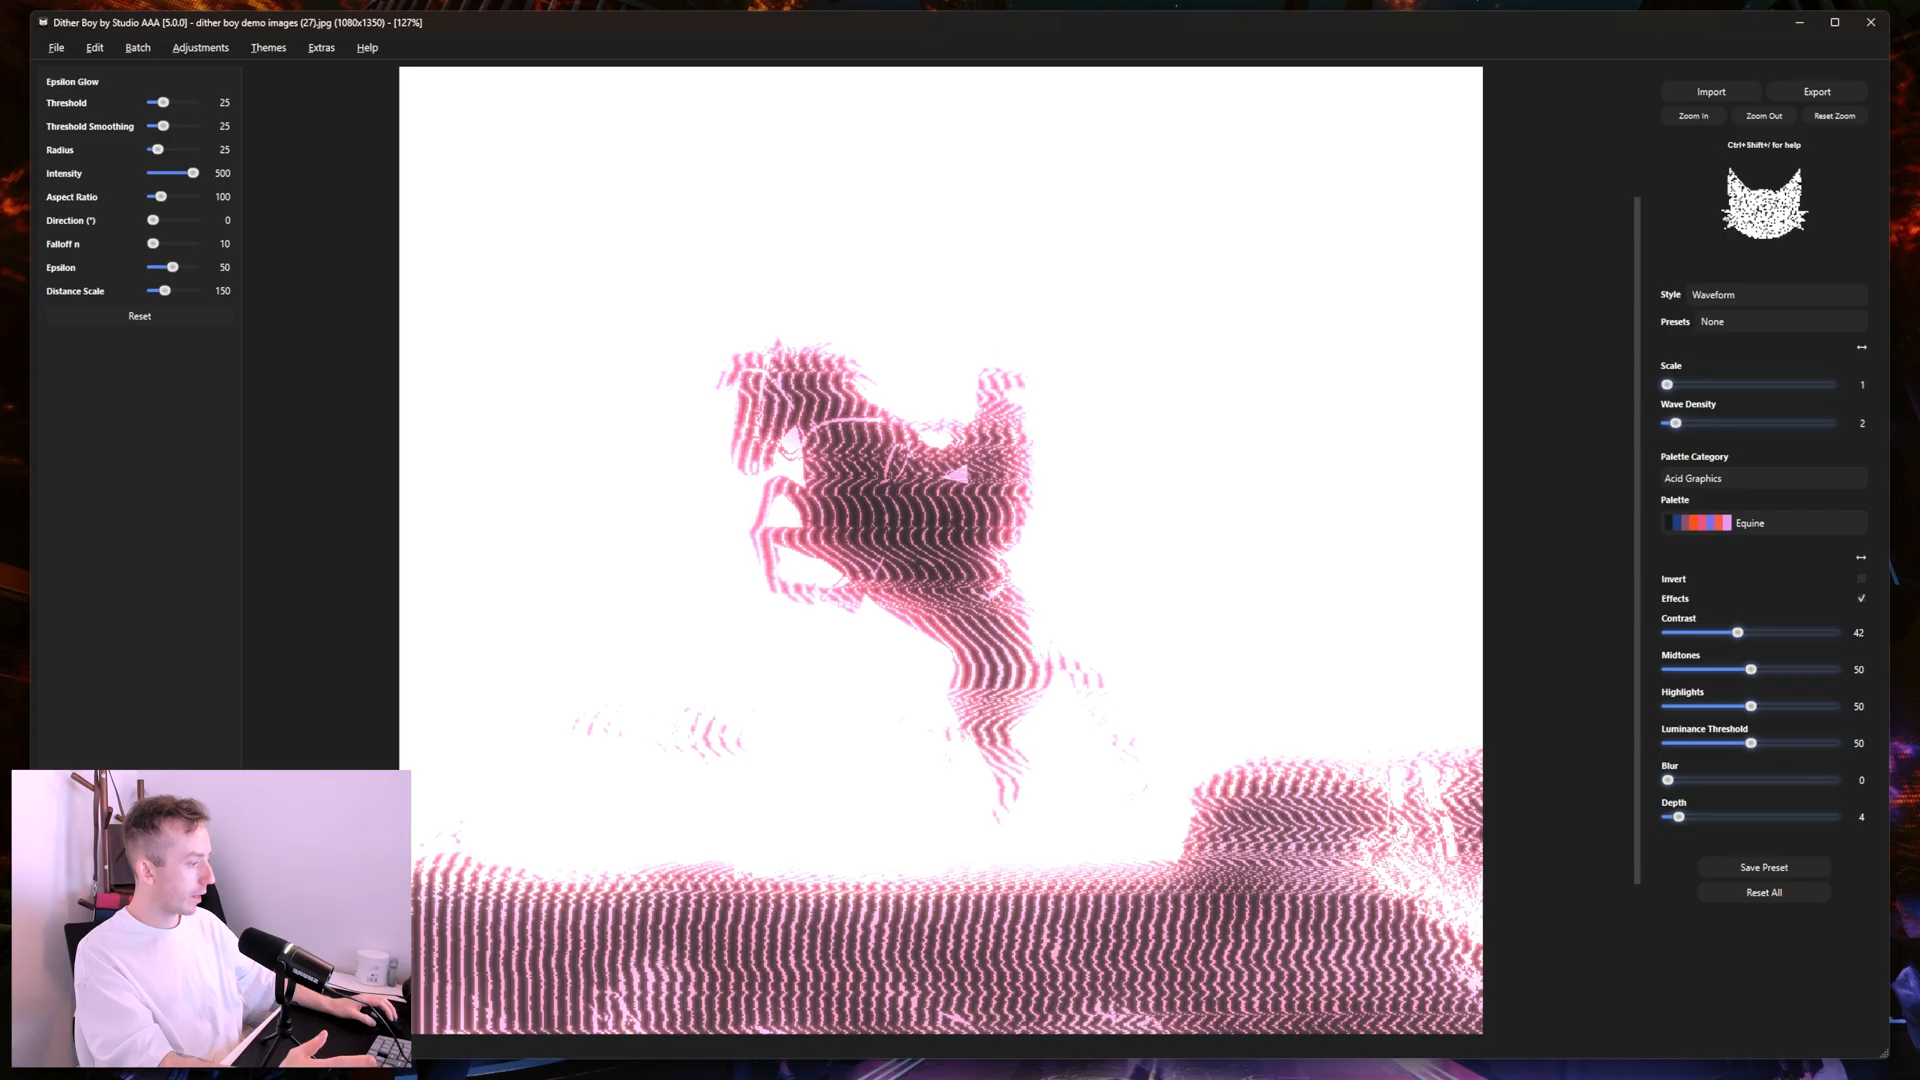 Dither Boy by Studio AAA [5.0.0] - dither boy demo images (27).jpg (1080x1350) - [127%]
File Edit Batch Adjustments Themes Extras Help
Epsilon Glow
Threshold 25
Threshold Smoothing 25
Radius 25
Intensity 500
Aspect Ratio 100
Direction (°) 0
Falloff n 10
Epsilon 50
Distance Scale 150
Reset
Import Export
Zoom In Zoom Out Reset Zoom
Ctrl+Shift+/ for help
Style Waveform
Presets None
Scale
1
Wave Density
2
Palette Category
Acid Graphics
Palette
Equine
Invert
Effects
Contrast
42
Midtones
50
Highlights
50
Luminance Threshold
50
Blur
0
Depth
4
Save Preset
Reset All